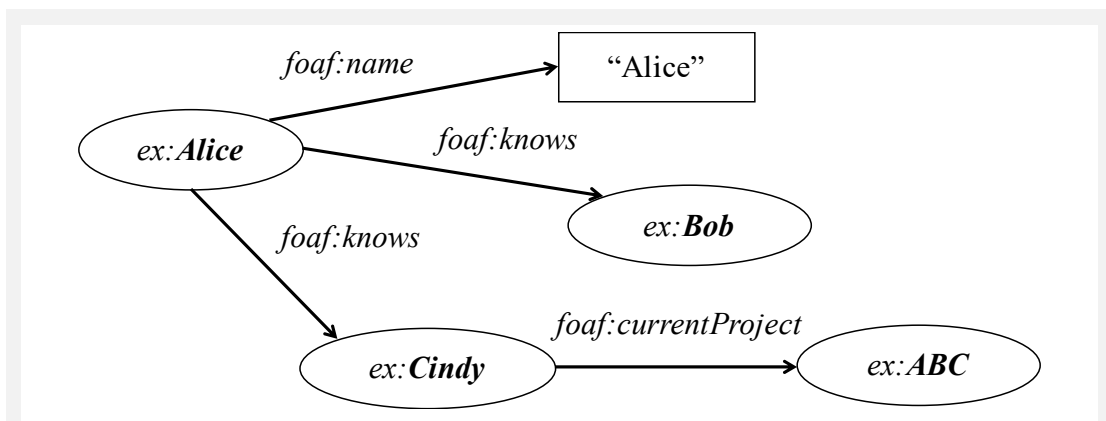 foaf:name
“Alice”
ex:Alice
foaf:knows
ex:Bob
foaf:knows
foaf:currentProject
ex:Cindy
ex:ABC